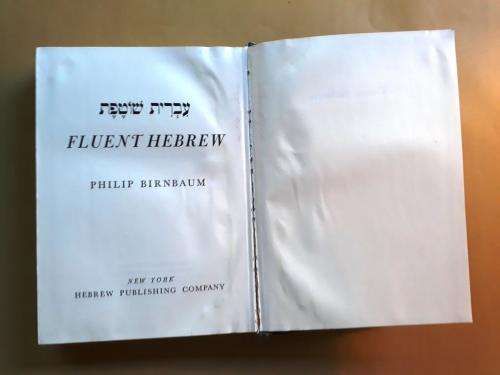 עִבְרִית שׁוֹטֶפֶת
FLUENT HEBREW
PHILIP BIRNBAUM
NEW YORK
HEBREW PUBLISHING COMPANY